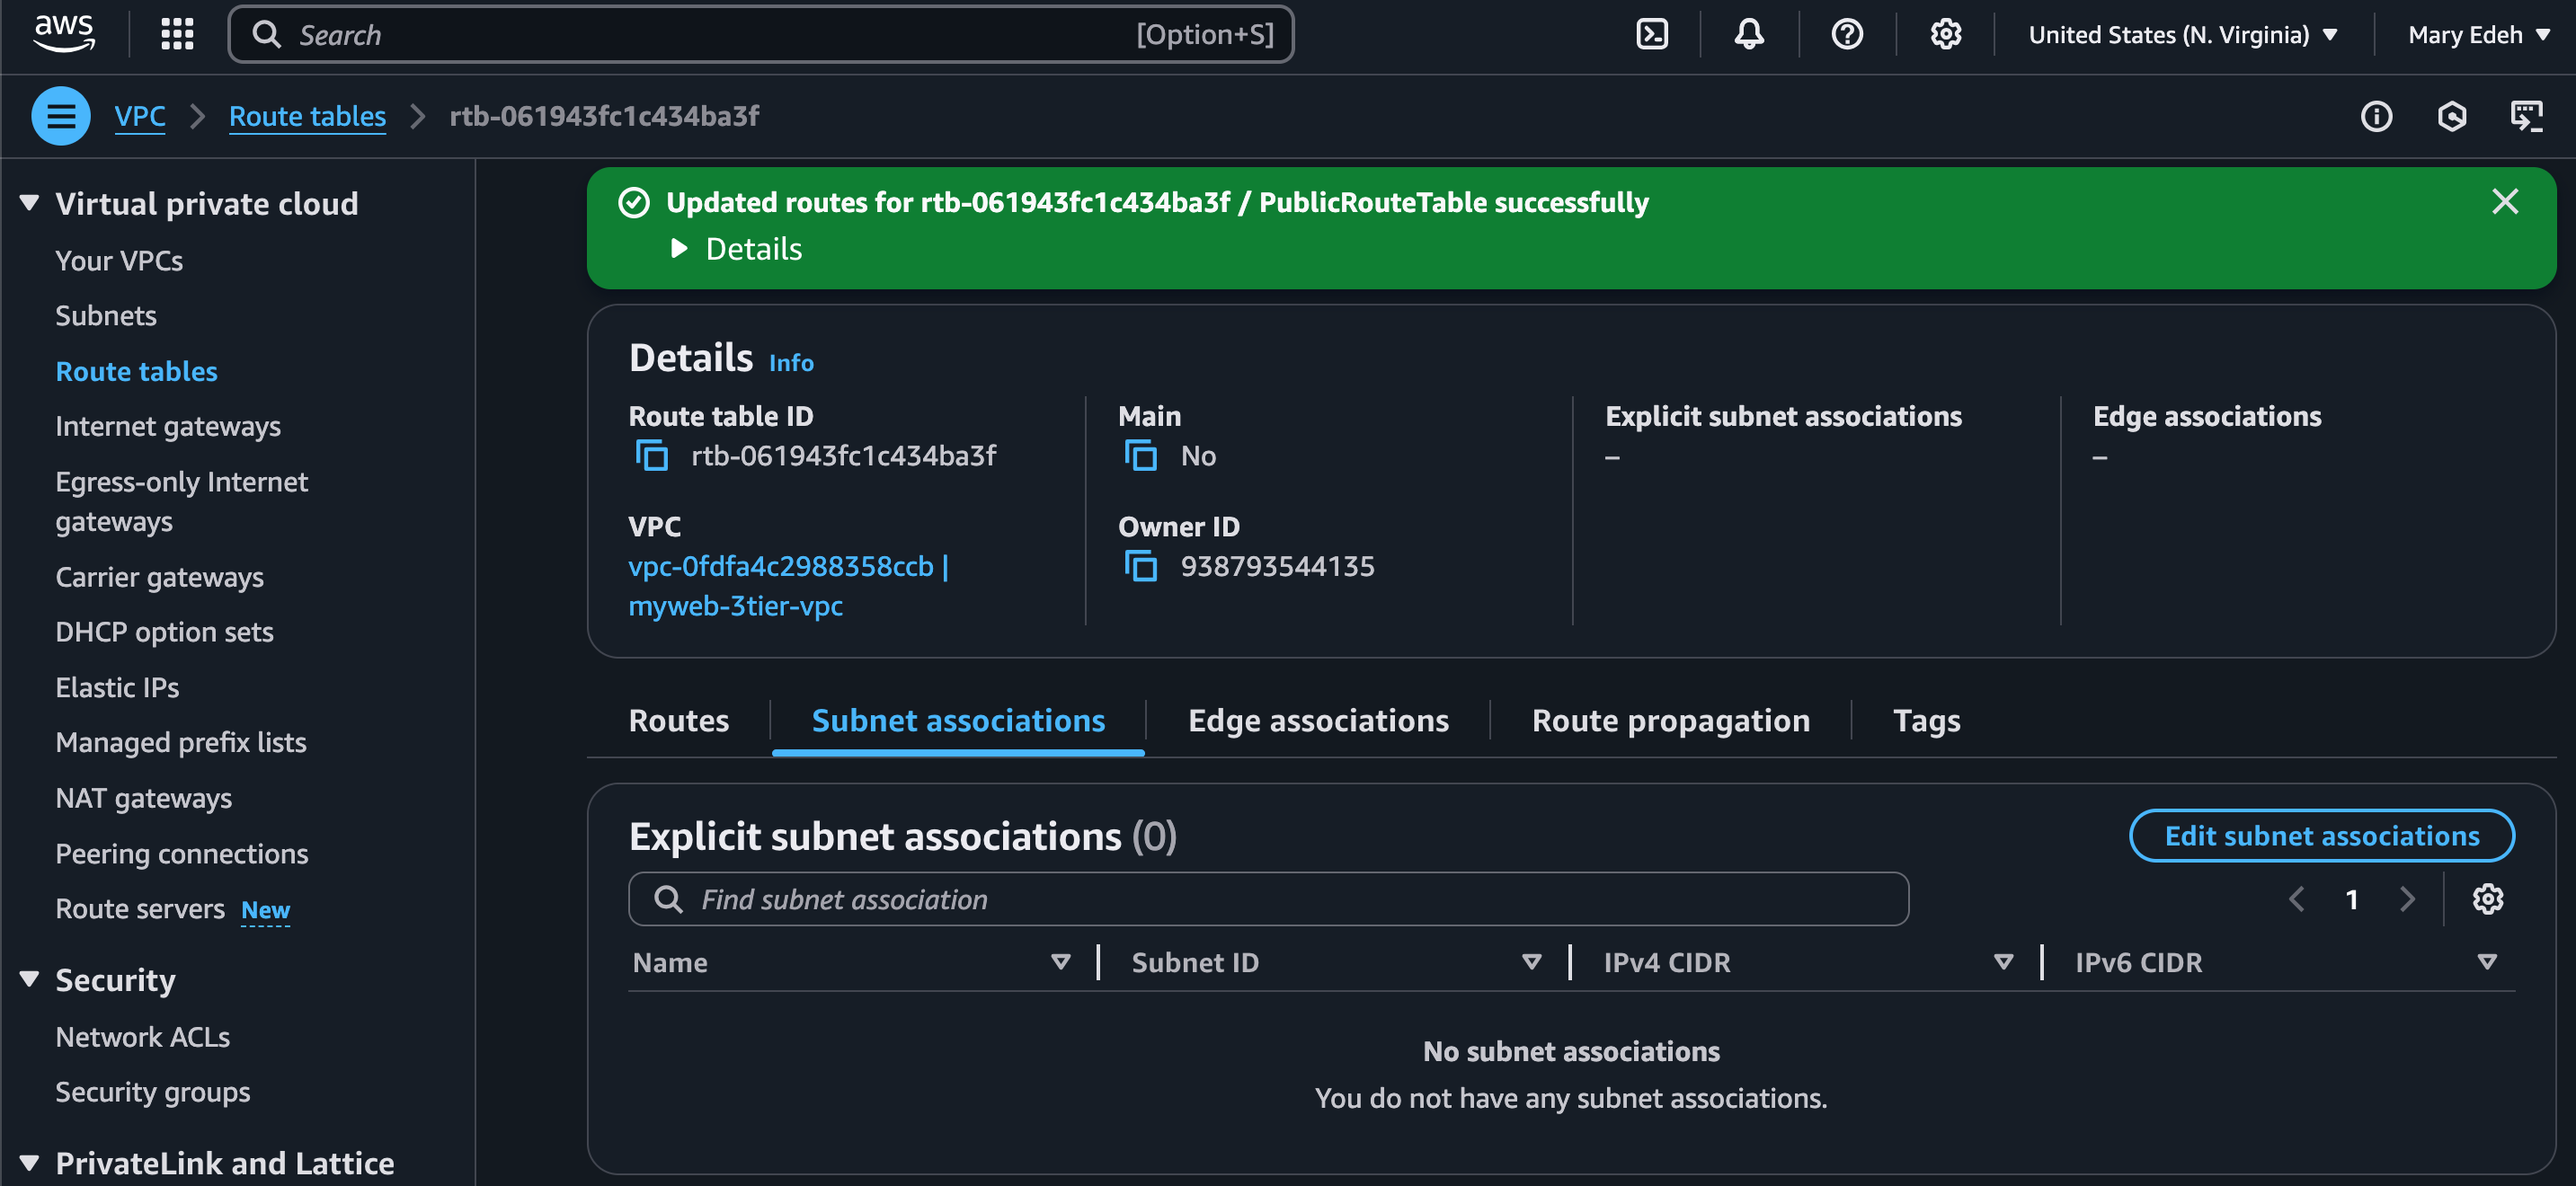 aws
Search
[Option+S]
United States (N. Virginia)
Mary Edeh
VPC
Route tables
rtb-061943fc1c434ba3f
Virtual private cloud
Your VPCs
Subnets
Route tables
Internet gateways
Egress-only Internet
gateways
Carrier gateways
DHCP option sets
Elastic IPs
Managed prefix lists
NAT gateways
Peering connections
Route servers New
Security
Network ACLs
Security groups
PrivateLink and Lattice
Updated routes for rtb-061943fc1c434ba3f / PublicRouteTable successfully
Details
Details Info
Route table ID
rtb-061943fc1c434ba3f
Main
No
Explicit subnet associations
–
Edge associations
–
VPC
vpc-0fdfa4c2988358ccb |
myweb-3tier-vpc
Owner ID
938793544135
Routes
Subnet associations
Edge associations
Route propagation
Tags
Explicit subnet associations (0)
Edit subnet associations
Find subnet association
1
Name
Subnet ID
IPv4 CIDR
IPv6 CIDR
No subnet associations
You do not have any subnet associations.